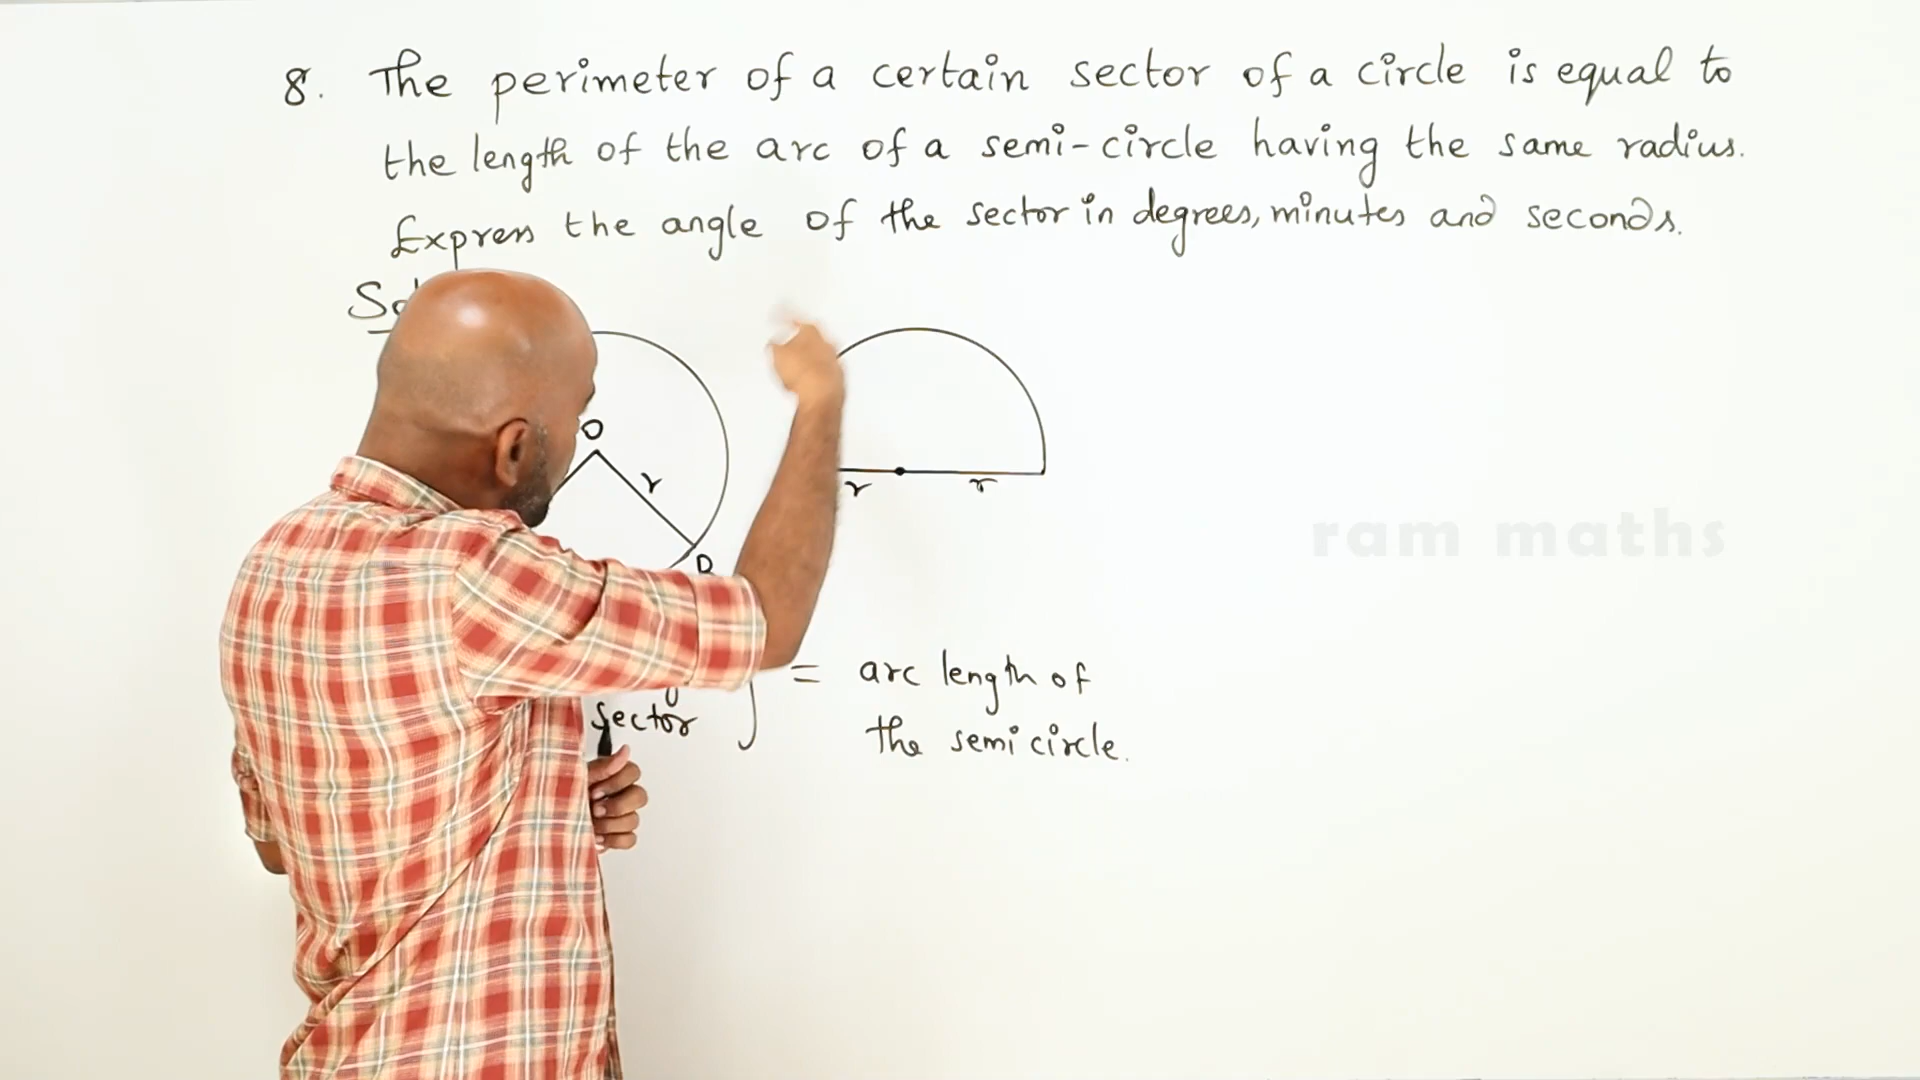 8. The perimeter of a certain sector of a circle is equal to
the length of the arc of a semi-circle having the same radius.
Express the angle of the sector in degrees, minutes and seconds.
O
r
r
r
D
ram maths
= arc length of
sector
the semicircle.